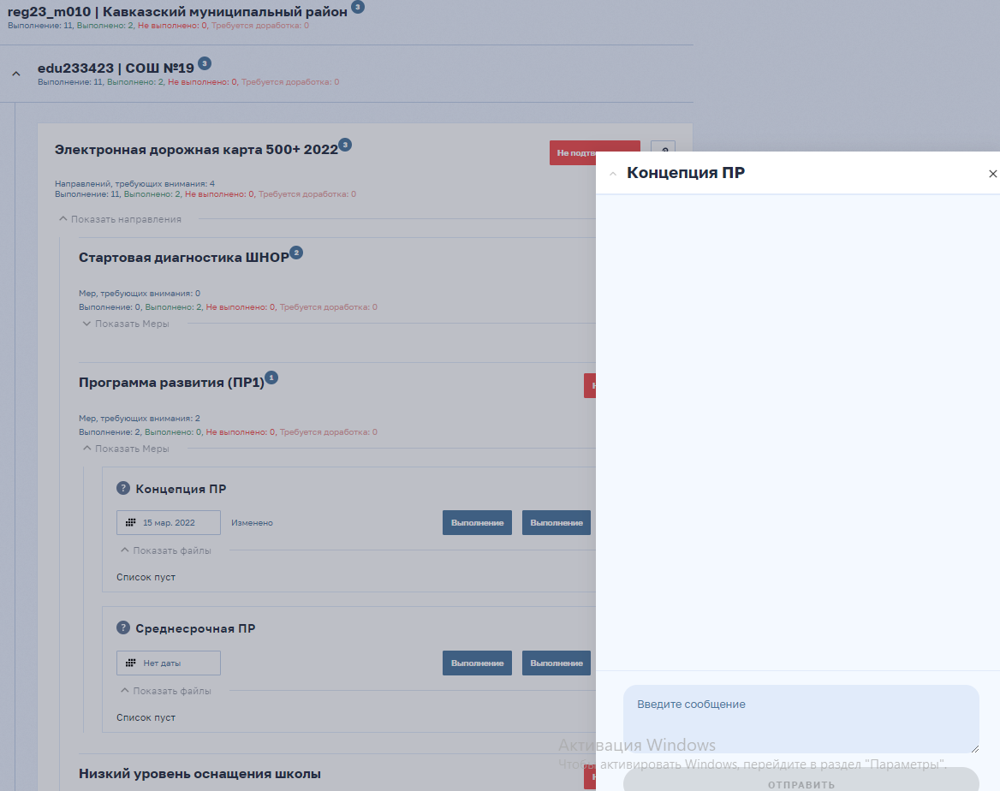 reg23_m010 | Кавказский муниципальный район 3
Выполнение: 11, Выполнено: 2, Не выполнено: 0, Требуется доработка: 0
edu233423 | СОШ №19 3
Выполнение: 11, Выполнено: 2, Не выполнено: 0, Требуется доработка: 0
Электронная дорожная карта 500+ 2022 3
Не подтв
Направлений, требующих внимания: 4
Выполнение: 11, Выполнено: 2, Не выполнено: 0, Требуется доработка: 0
Показать направления
Стартовая диагностика ШНОР 2
Мер, требующих внимания: 0
Выполнение: 0, Выполнено: 2, Не выполнено: 0, Требуется доработка: 0
Показать Меры
Программа развития (ПР1) 1
Мер, требующих внимания: 2
Выполнение: 2, Выполнено: 0, Не выполнено: 0, Требуется доработка: 0
Показать Меры
? Концепция ПР
15 мар. 2022 Изменено Выполнение Выполнение
Показать файлы
Список пуст
? Среднесрочная ПР
Нет даты Выполнение Выполнение
Показать файлы
Список пуст
Низкий уровень оснащения школы
Концепция ПР
Введите сообщение
Активация Windows
Чтобы активировать Windows, перейдите в раздел "Параметры".
ОТПРАВИТЬ